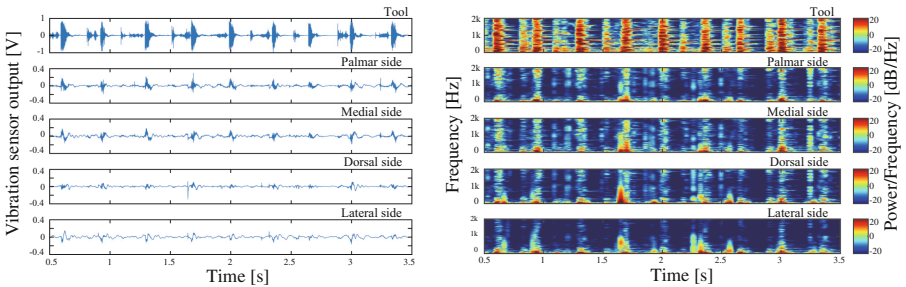 Tool
1
0
1
Palmar side
0.4
0
-0.4
Medial side
0.4
0
-0.4
Dorsal side
0.4
0
-0.4
Lateral side
0.4
0
-0.4
0.5 1 1.5 2 2.5 3 3.5
Time [s]
Vibration sensor output [V]
Tool
2k
1k
20
0
-20
Palmar side
2k
1k
20
0
-20
Medial side
2k
1k
20
0
-20
Dorsal side
2k
1k
20
0
-20
Lateral side
2k
1k
0
20
0
-20
0.5 1 1.5 2 2.5 3 3.5
Time [s]
Frequency [Hz]
Power/Frequency [dB/Hz]